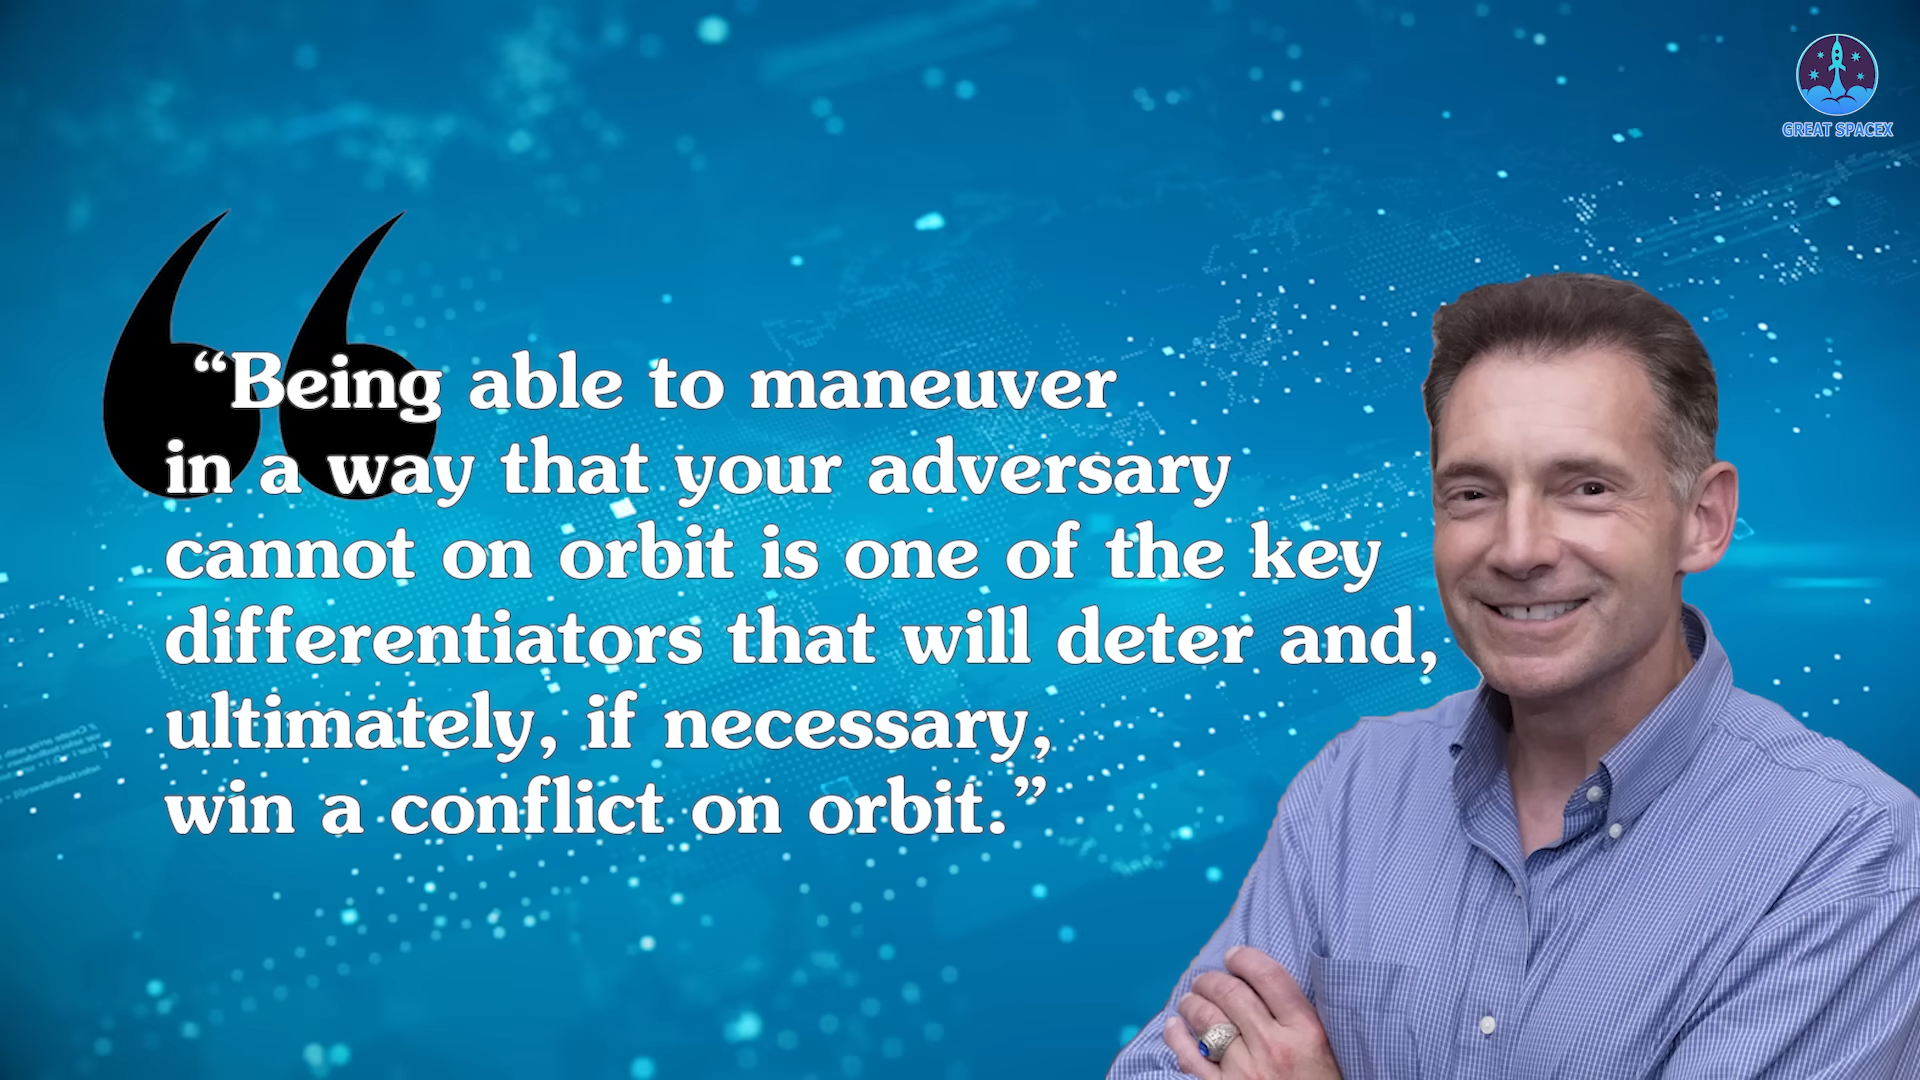 GREAT SPACEX
“Being able to maneuver
in a way that your adversary
cannot on orbit is one of the key
differentiators that will deter and,
ultimately, if necessary,
win a conflict on orbit.”